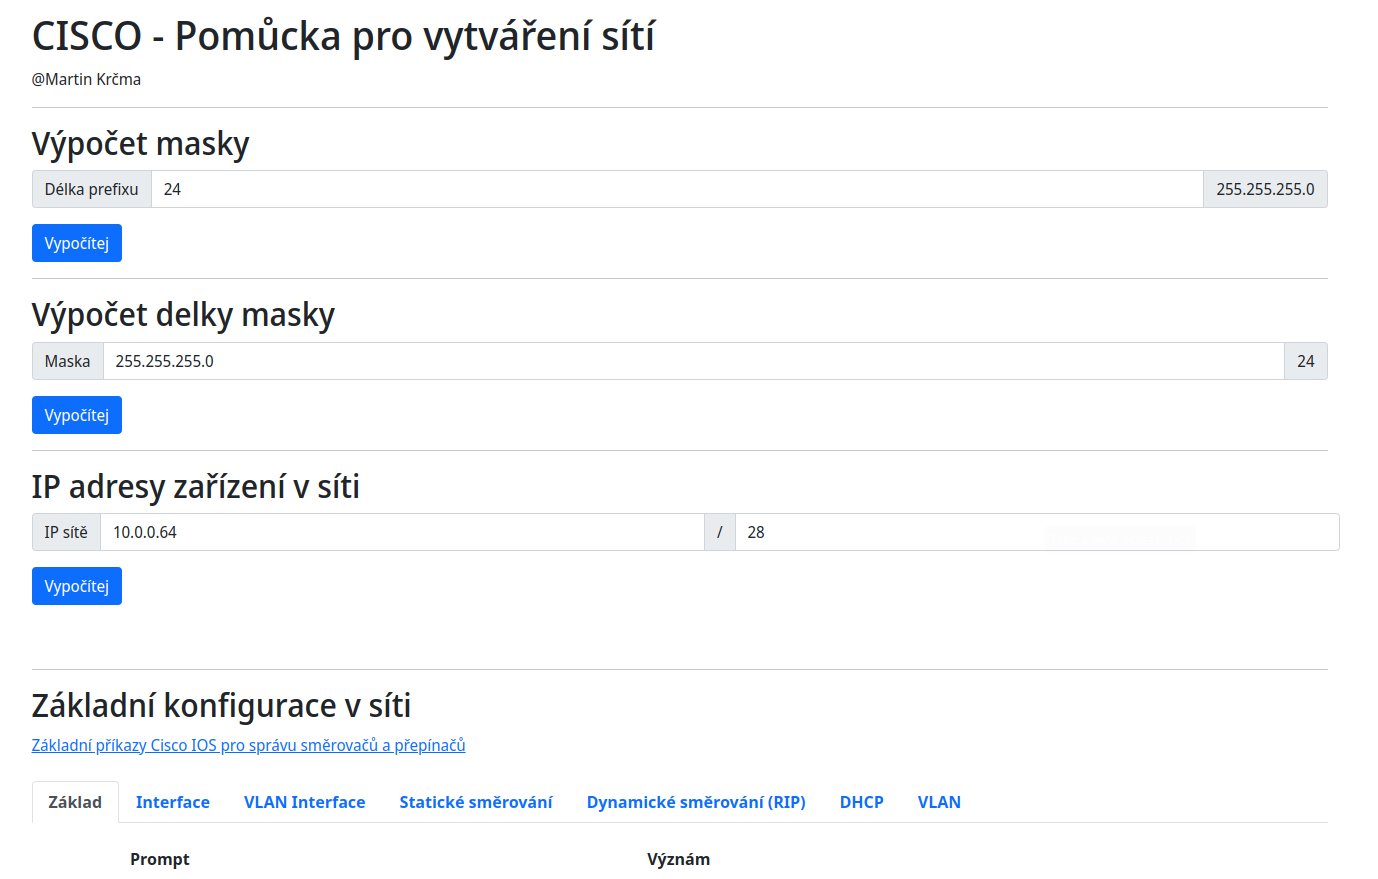 CISCO - Pomůcka pro vytváření sítí
@Martin Krčma
Výpočet masky
Délka prefixu 24 255.255.255.0
Vypočítej
Výpočet delky masky
Maska 255.255.255.0 24
Vypočítej
IP adresy zařízení v síti
IP sítě 10.0.0.64 / 28
Vypočítej
Základní konfigurace v síti
Základní příkazy Cisco IOS pro správu směrovačů a přepínačů
Základ Interface VLAN Interface Statické směrování Dynamické směrování (RIP) DHCP VLAN
Prompt Význám